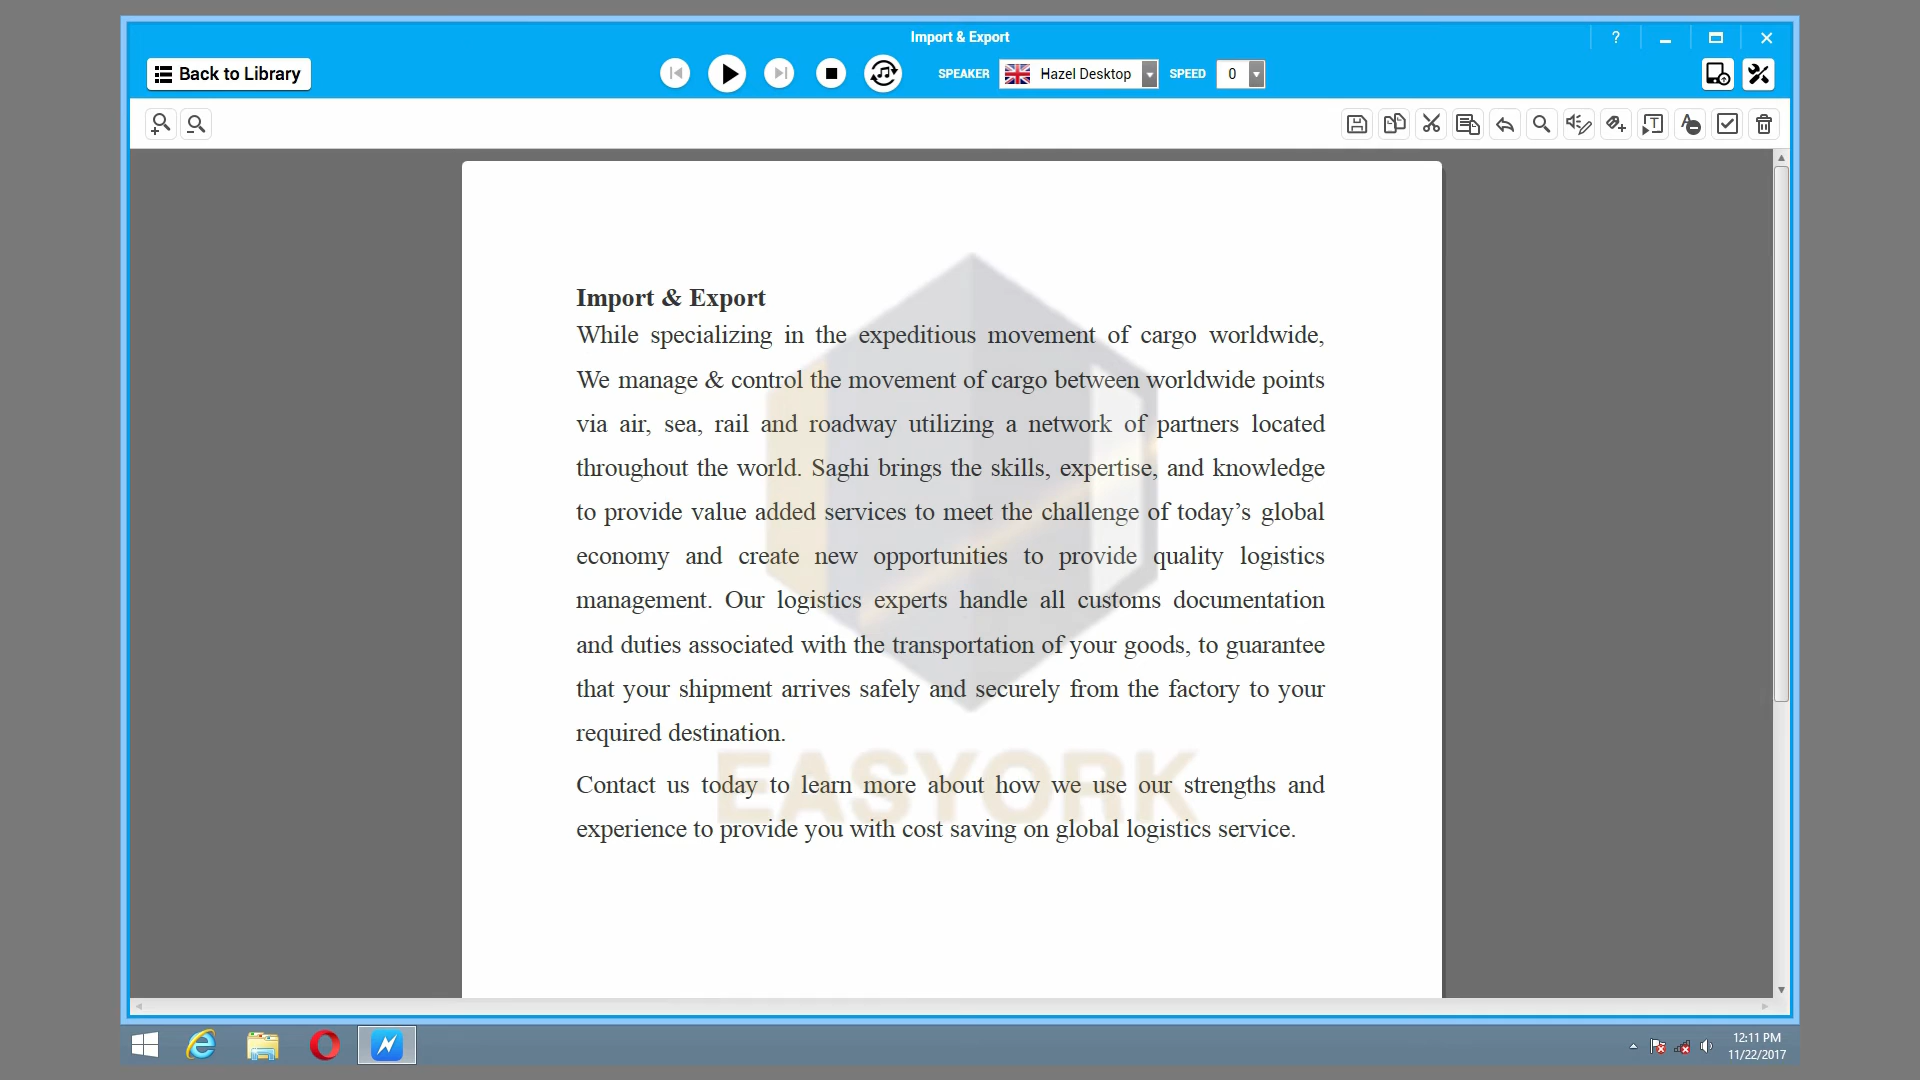 Import & Export
?
Back to Library
SPEAKER Hazel Desktop SPEED 0
Import & Export
While specializing in the expeditious movement of cargo worldwide,
We manage & control the movement of cargo between worldwide points
via air, sea, rail and roadway utilizing a network of partners located
throughout the world. Saghi brings the skills, expertise, and knowledge
to provide value added services to meet the challenge of today’s global
economy and create new opportunities to provide quality logistics
management. Our logistics experts handle all customs documentation
and duties associated with the transportation of your goods, to guarantee
that your shipment arrives safely and securely from the factory to your
required destination.
EASYORK
Contact us today to learn more about how we use our strengths and
experience to provide you with cost saving on global logistics service.
12:11 PM
11/22/2017